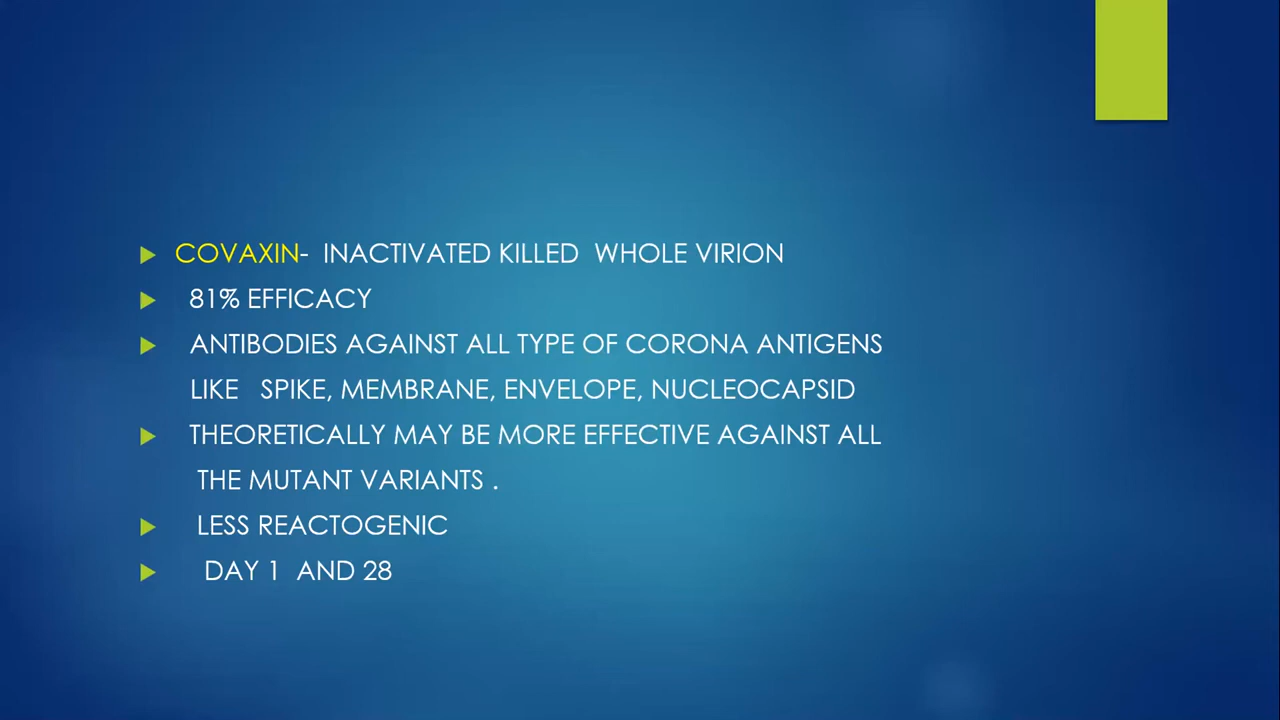 COVAXIN- INACTIVATED KILLED WHOLE VIRION
81% EFFICACY
ANTIBODIES AGAINST ALL TYPE OF CORONA ANTIGENS
LIKE SPIKE, MEMBRANE, ENVELOPE, NUCLEOCAPSID
THEORETICALLY MAY BE MORE EFFECTIVE AGAINST ALL
THE MUTANT VARIANTS .
LESS REACTOGENIC
DAY 1 AND 28